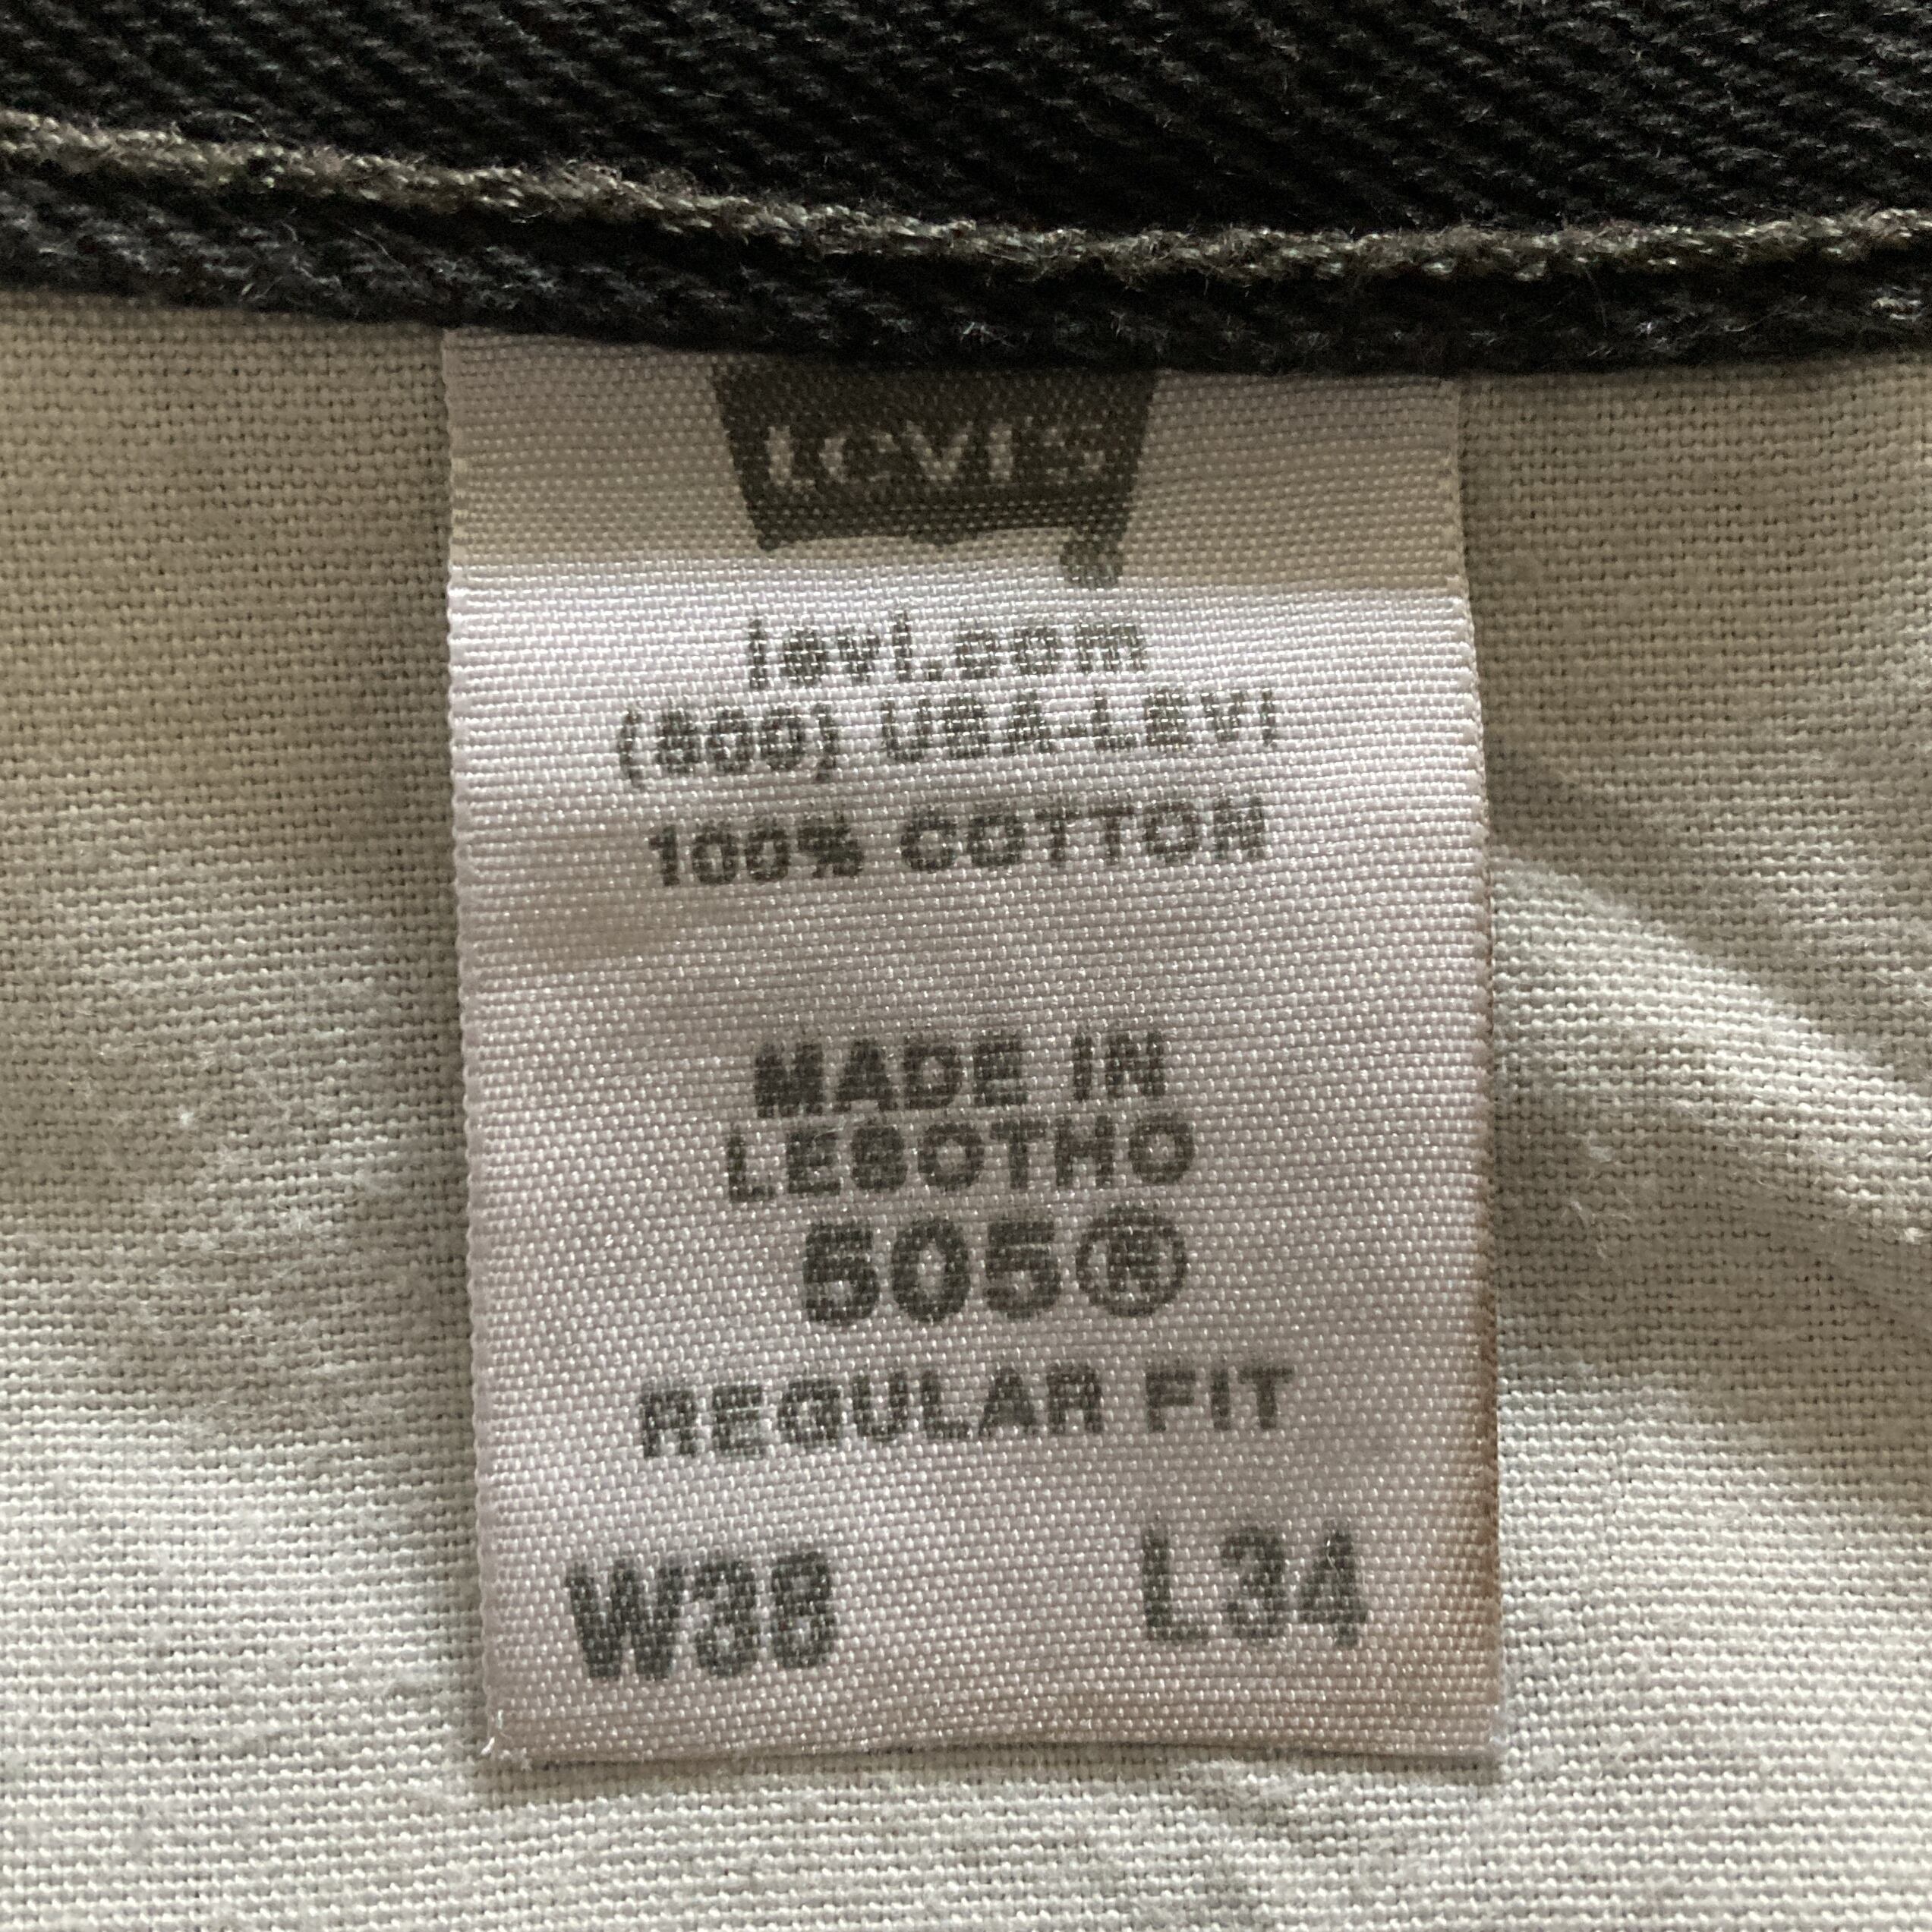 Levi's
levi.com
(800) USA-LEVI
100% COTTON
MADE IN
LESOTHO
505®
REGULAR FIT
W38 L34